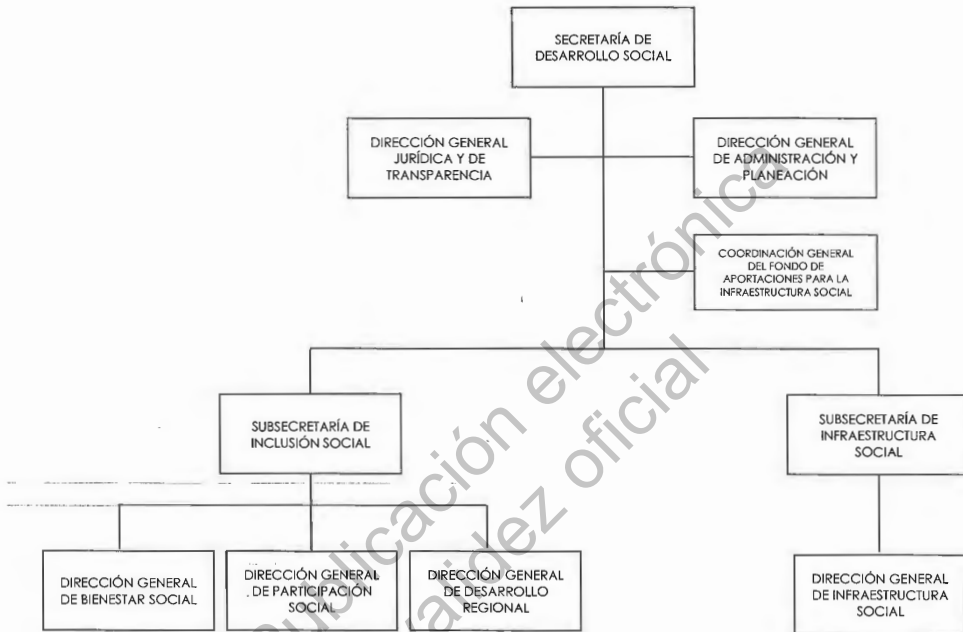 SECRETARÍA DE
DESARROLLO SOCIAL
DIRECCIÓN GENERAL
JURÍDICA Y DE
TRANSPARENCIA
DIRECCIÓN GENERAL
DE ADMINISTRACIÓN Y
PLANEACIÓN
COORDINACIÓN GENERAL
DEL FONDO DE
APORTACIONES PARA LA
INFRAESTRUCTURA SOCIAL
SUBSECRETARÍA DE
INCLUSIÓN SOCIAL
SUBSECRETARÍA DE
INFRAESTRUCTURA
SOCIAL
DIRECCIÓN GENERAL
DE BIENESTAR SOCIAL
DIRECCIÓN GENERAL
DE PARTICIPACIÓN
SOCIAL
DIRECCIÓN GENERAL
DE DESARROLLO
REGIONAL
DIRECCIÓN GENERAL
DE INFRAESTRUCTURA
SOCIAL
Publicación electrónica
validez oficial